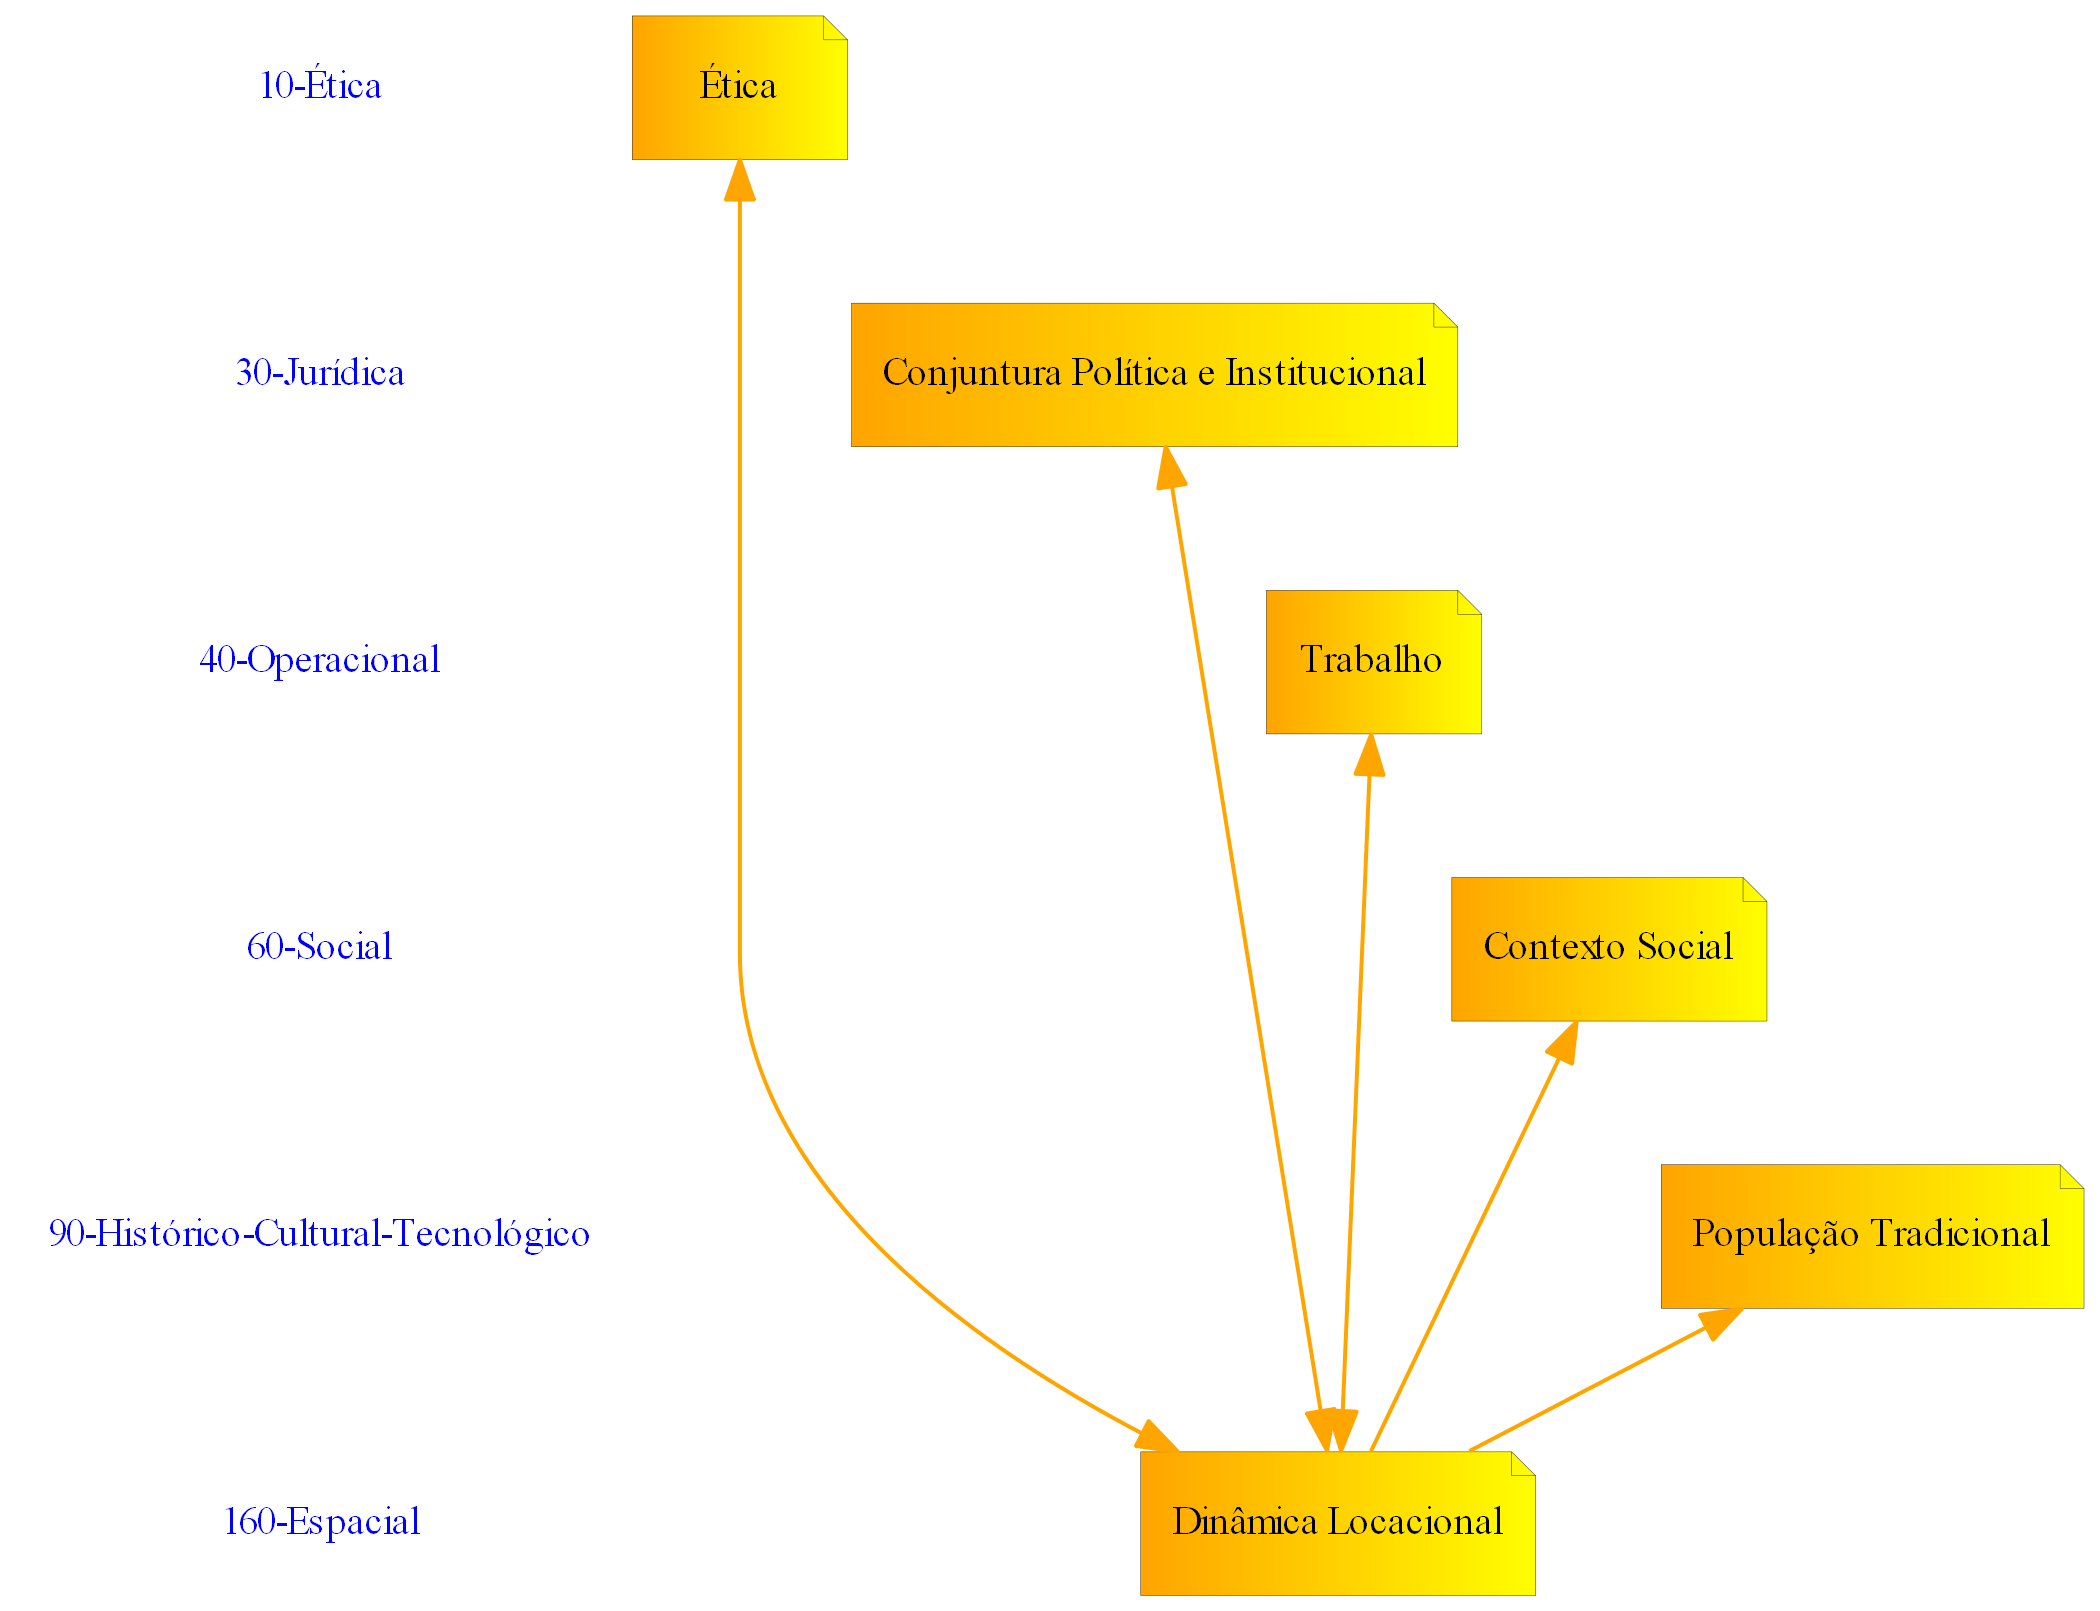 10-Ética
Ética
30-Jurídica
Conjuntura Política e Institucional
40-Operacional
Trabalho
60-Social
Contexto Social
90-Histórico-Cultural-Tecnológico
População Tradicional
160-Espacial
Dinâmica Locacional